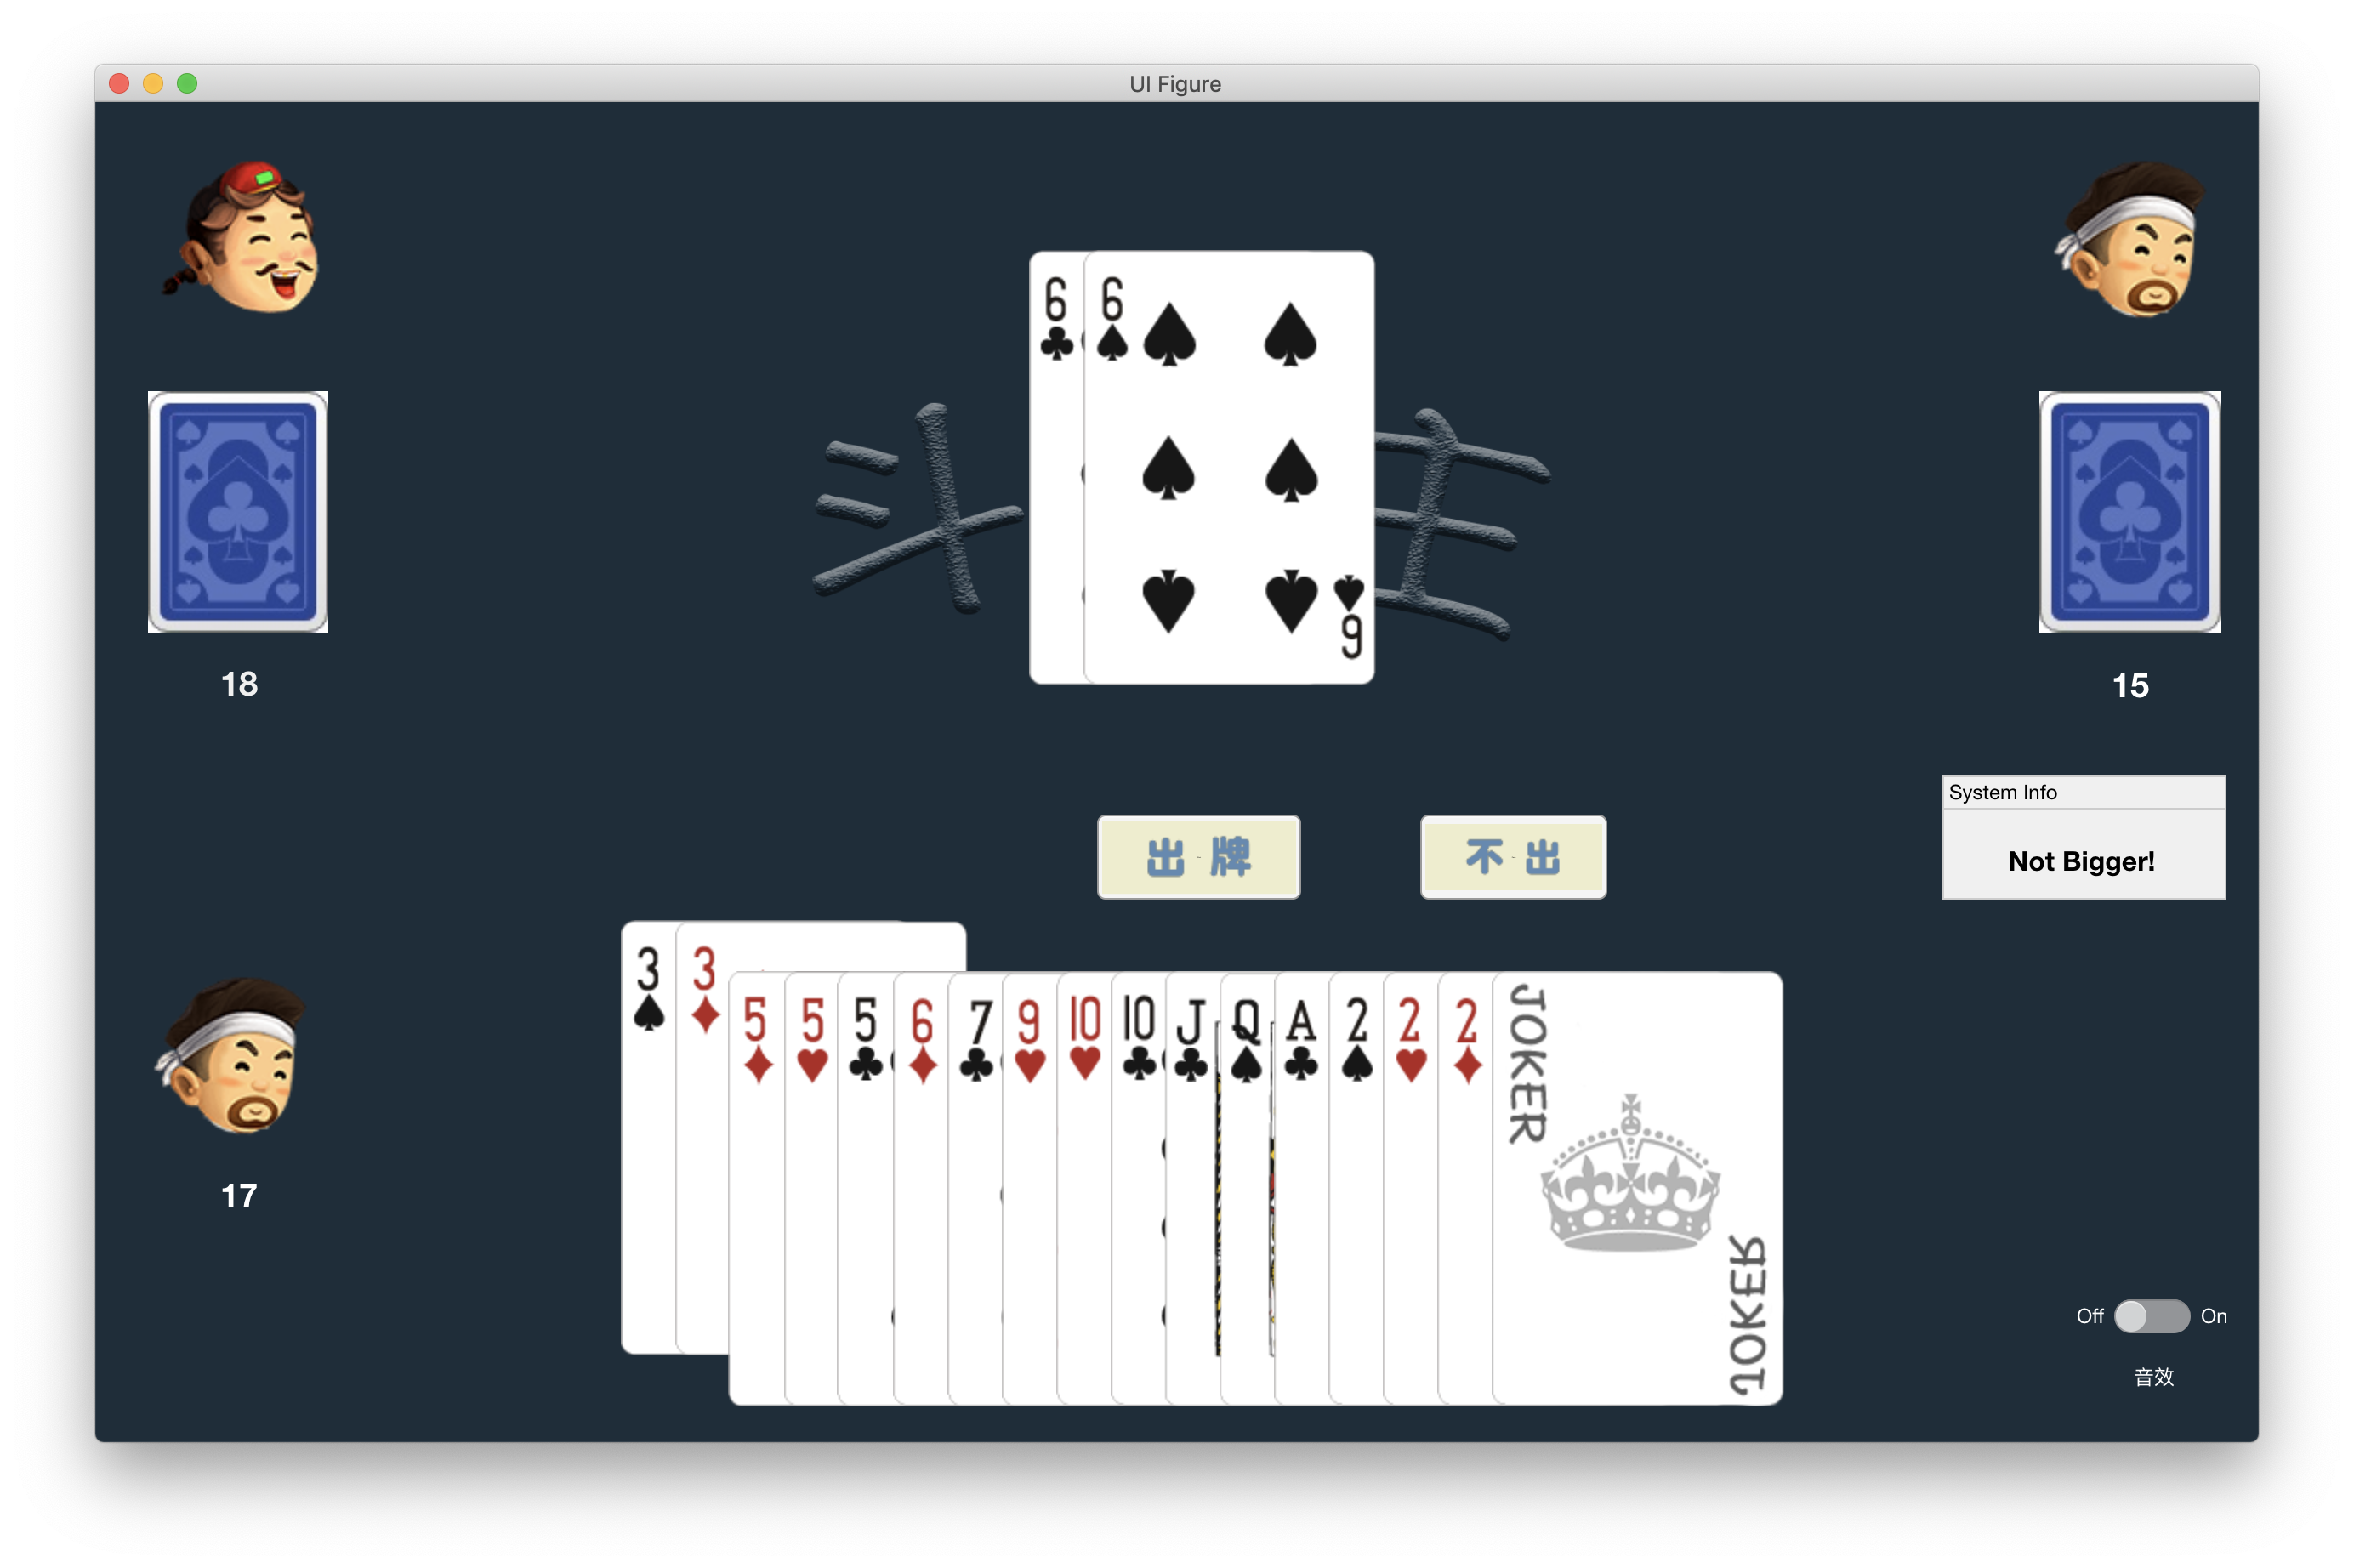 UI Figure
6 6
9
斗
18
15
出 - 牌
不 - 出
System Info
Not Bigger!
3 3 5 5 5 6 7 9 10 10 J Q A 2 2 2 JOKER
JOKER
17
Off On
音效